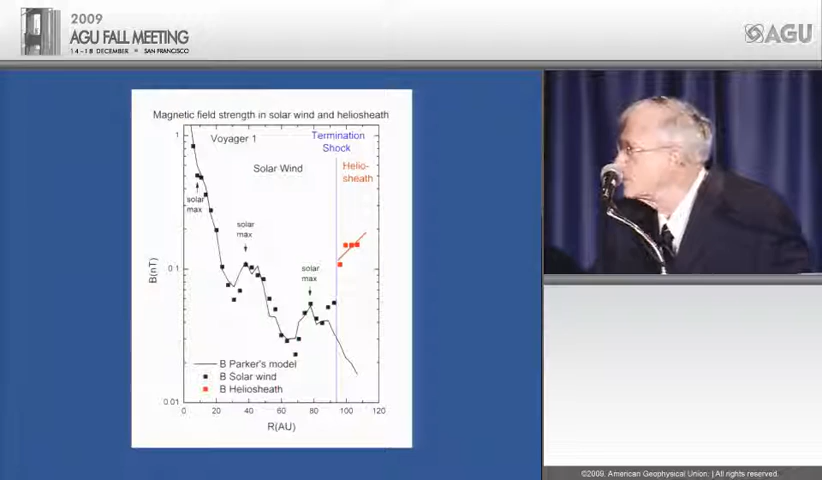 2009
AGU FALL MEETING
14-18 DECEMBER • SAN FRANCISCO
AGU
Magnetic field strength in solar wind and heliosheath
Voyager 1
Termination
Shock
Solar Wind
Helio-
sheath
solar
max
solar
max
solar
max
B Parker's model
B Solar wind
B Heliosheath
1
0.1
0.01
B(nT)
0 20 40 60 80 100 120
R(AU)
©2009. American Geophysical Union. | All rights reserved.